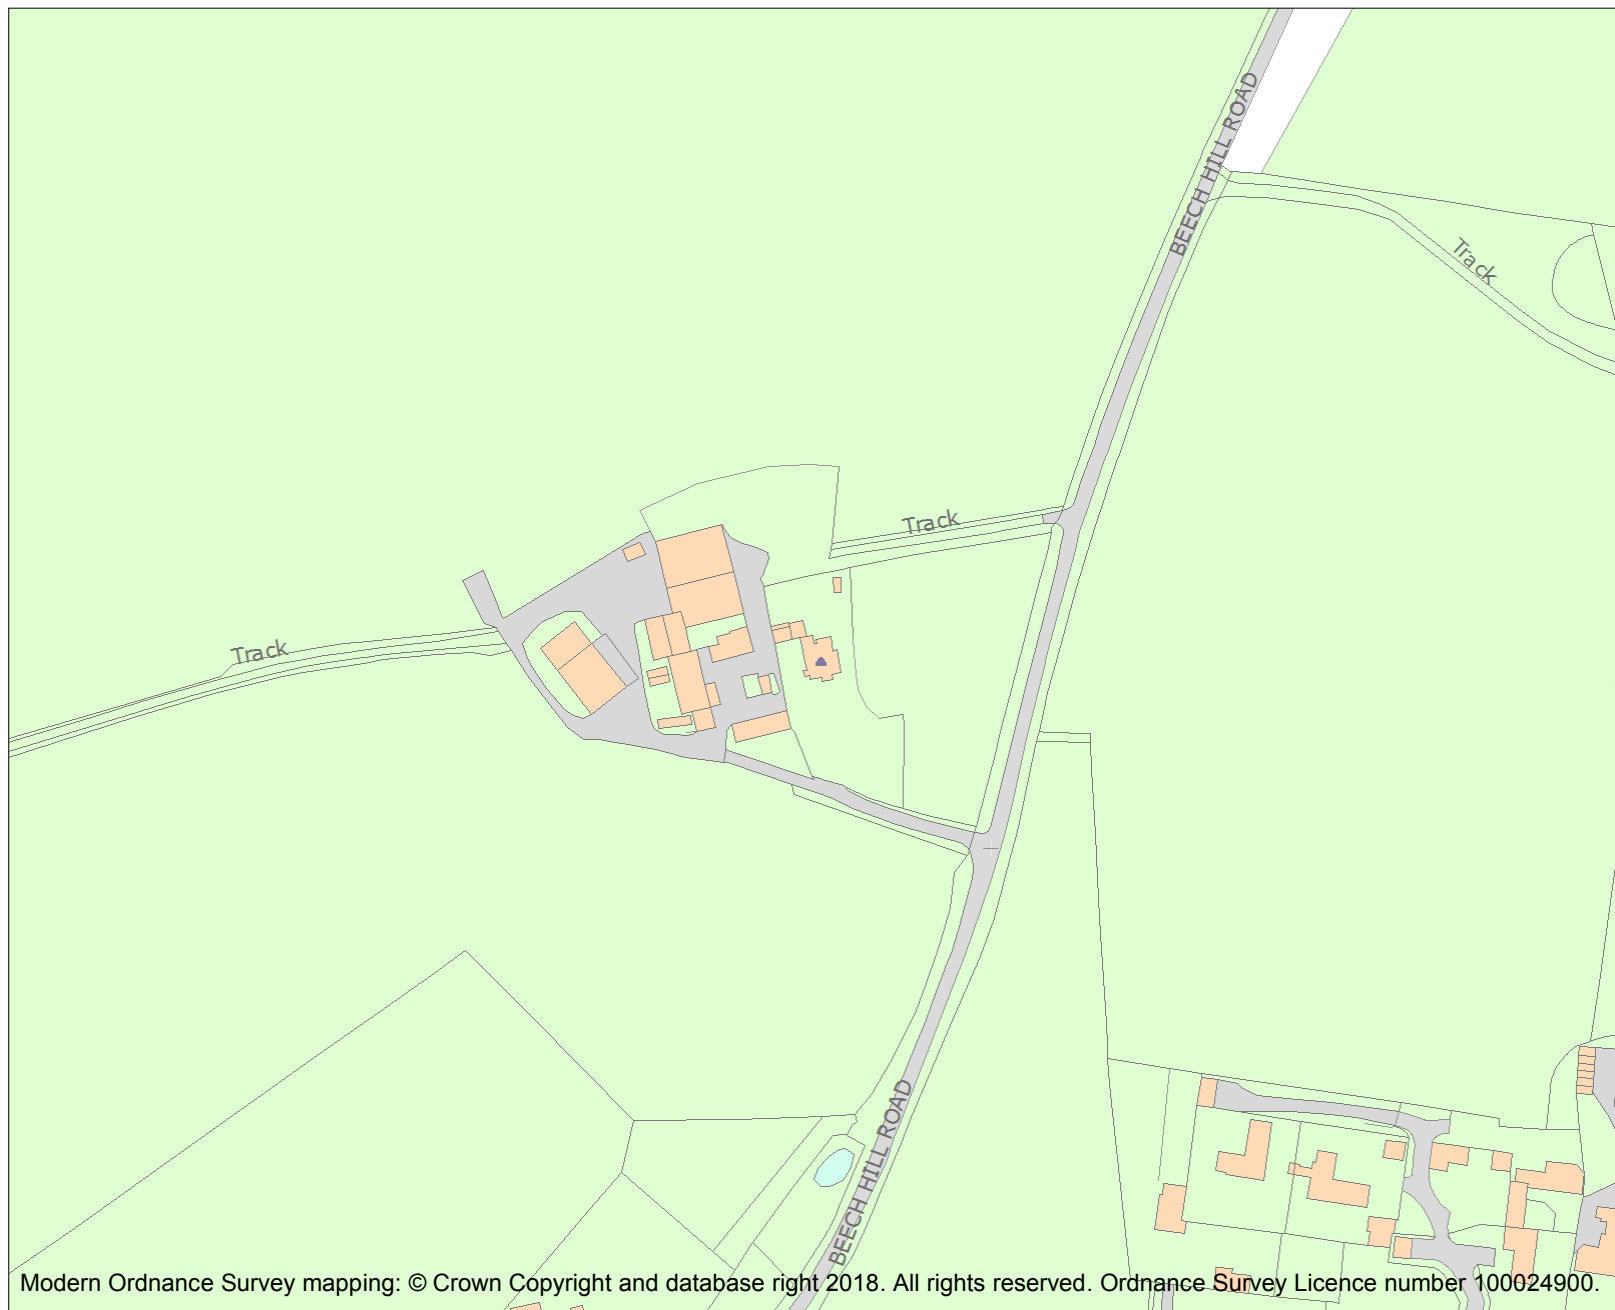 BEECH HILL ROAD
Track
Track
Track
BEECH HILL ROAD
Modern Ordnance Survey mapping: © Crown Copyright and database right 2018. All rights reserved. Ordnance Survey Licence number 100024900.